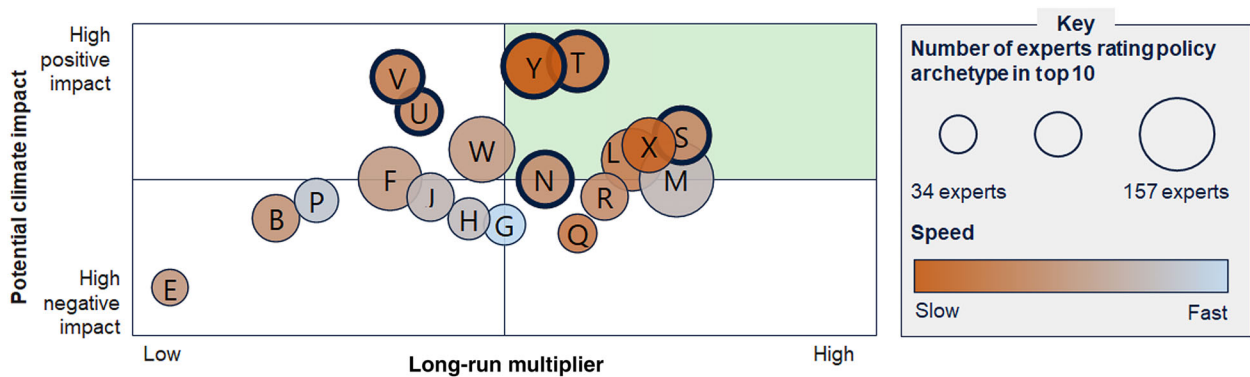 High
positive
impact
Potential climate impact
High
negative
impact
V
U
Y
T
W
L
X
S
F
J
N
R
M
B
P
H
G
Q
E
Low
Long-run multiplier
High
Key
Number of experts rating policy
archetype in top 10
34 experts
157 experts
Speed
Slow
Fast